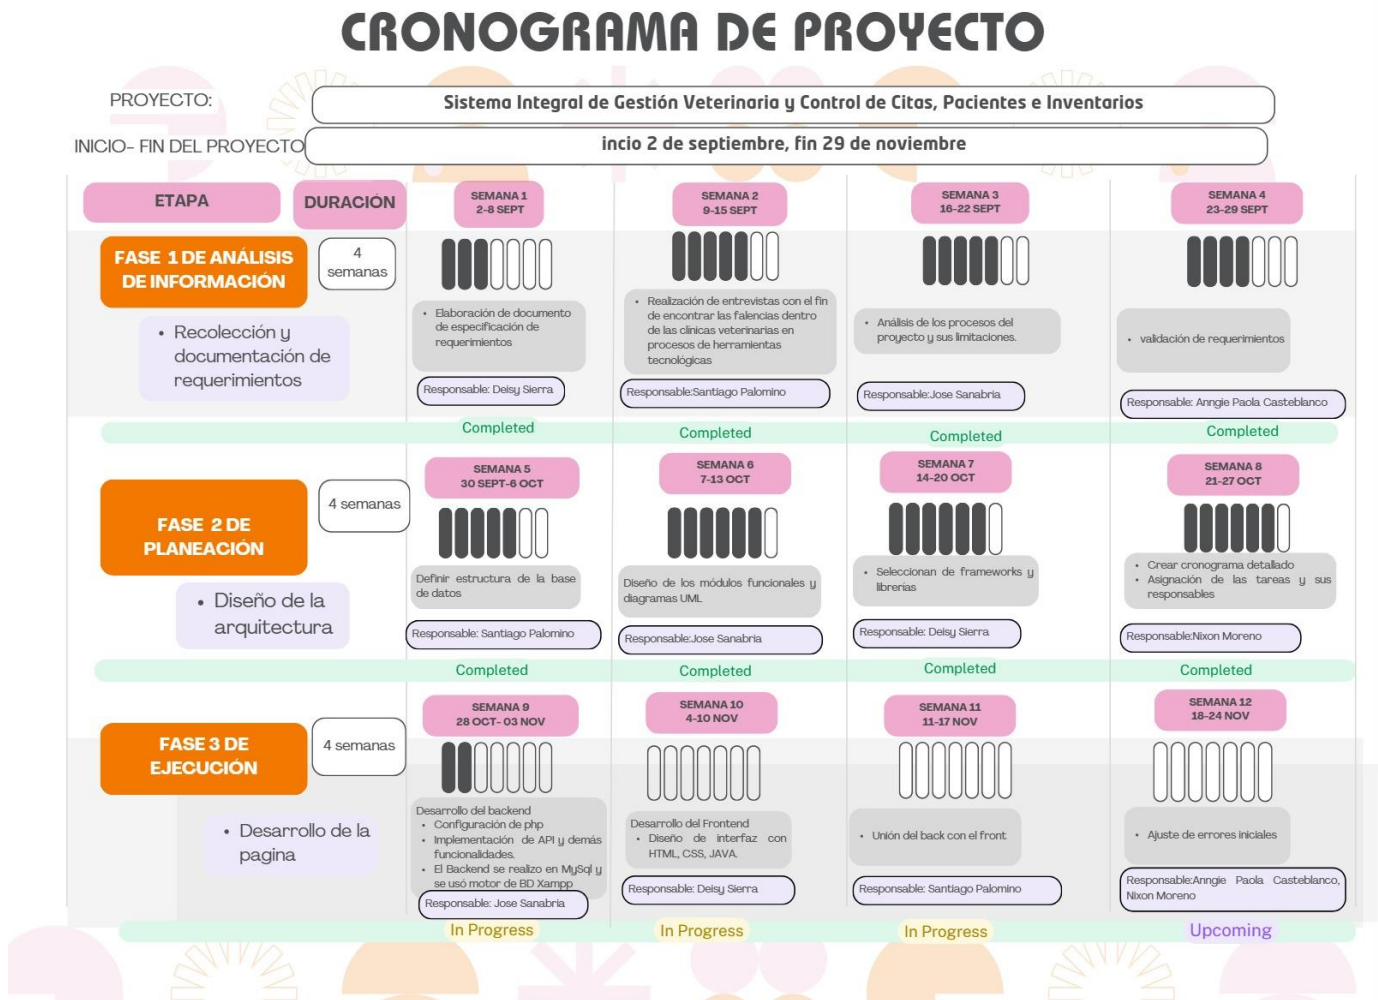 CRONOGRAMA DE PROYECTO
PROYECTO:
Sistema Integral de Gestión Veterinaria y Control de Citas, Pacientes e Inventarios
INICIO- FIN DEL PROYECTO
incio 2 de septiembre, fin 29 de noviembre
ETAPA
DURACIÓN
SEMANA 1
2-8 SEPT
SEMANA 2
9-15 SEPT
SEMANA 3
16-22 SEPT
SEMANA 4
23-29 SEPT
FASE 1 DE ANÁLISIS
DE INFORMACIÓN
4
semanas
• Recolección y
documentación de
requerimientos
• Elaboración de documento
de especificación de
requerimientos
Responsable: Deisy Sierra
• Realización de entrevistas con el fin
de encontrar las falencias dentro
de las clínicas veterinarias en
procesos de herramientas
tecnológicas
Responsable:Santiago Palomino
• Análisis de los procesos del
proyecto y sus limitaciones.
Responsable:Jose Sanabria
• validación de requerimientos
Responsable: Anngie Paola Casteblanco
Completed
Completed
Completed
Completed
SEMANA 5
30 SEPT-6 OCT
SEMANA 6
7-13 OCT
SEMANA 7
14-20 OCT
SEMANA 8
21-27 OCT
FASE 2 DE
PLANEACIÓN
4 semanas
• Diseño de la
arquitectura
Definir estructura de la base
de datos
Responsable: Santiago Palomino
Diseño de los módulos funcionales y
diagramas UML
Responsable:Jose Sanabria
• Seleccionan de frameworks y
librerías
Responsable: Deisy Sierra
• Crear cronograma detallado
• Asignación de las tareas y sus
responsables
Responsable:Nixon Moreno
Completed
Completed
Completed
Completed
SEMANA 9
28 OCT- 03 NOV
SEMANA 10
4-10 NOV
SEMANA 11
11-17 NOV
SEMANA 12
18-24 NOV
FASE 3 DE
EJECUCIÓN
4 semanas
• Desarrollo de la
pagina
Desarrollo del backend
• Configuración de php
• Implementación de API y demás
funcionalidades.
• El Backend se realizo en MySql y
se usó motor de BD Xampp
Responsable: Jose Sanabria
Desarrollo del Frontend
• Diseño de interfaz con
HTML, CSS, JAVA.
Responsable: Deisy Sierra
• Unión del back con el front
Responsable: Santiago Palomino
• Ajuste de errores iniciales
Responsable:Anngie Paola Casteblanco,
Nixon Moreno
In Progress
In Progress
In Progress
Upcoming